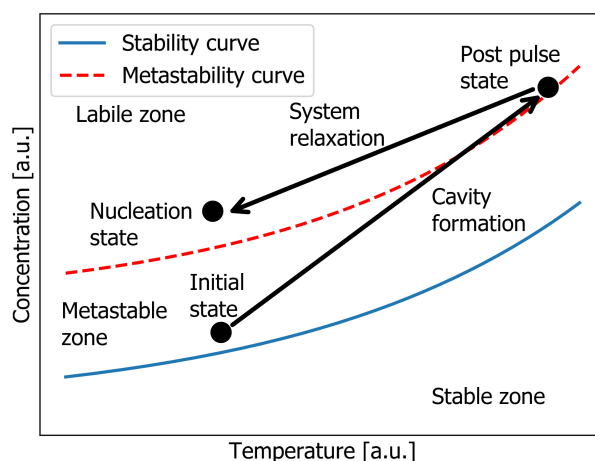 Stability curve
Metastability curve
Post pulse
state
Labile zone
System
relaxation
Nucleation
state
Cavity
formation
Initial
state
Metastable
zone
Stable zone
Concentration [a.u.]
Temperature [a.u.]